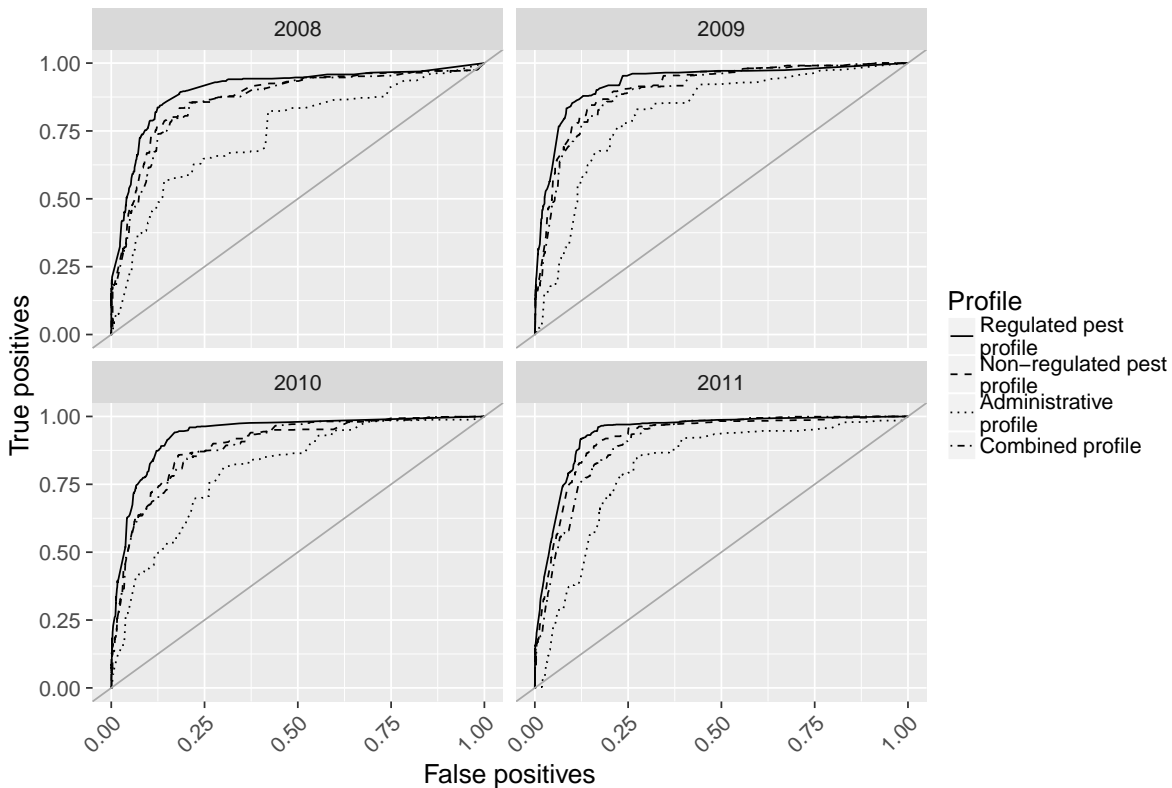 2008
2009
1.00
0.75
0.50
0.25
0.00
2010
2011
1.00
0.75
0.50
0.25
0.00
0.00
0.25
0.50
0.75
1.00
0.00
0.25
0.50
0.75
1.00
True positives
False positives
Profile
Regulated pest
profile
Non−regulated pest
profile
Administrative
profile
Combined profile